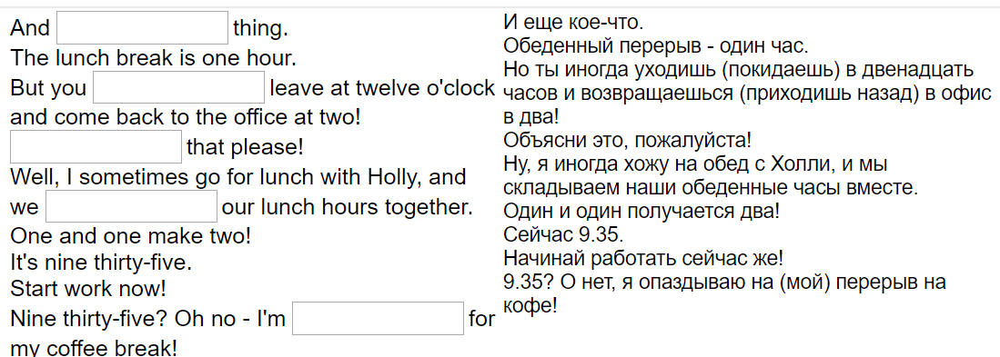 And thing.
The lunch break is one hour.
But you leave at twelve o'clock
and come back to the office at two!
that please!
Well, I sometimes go for lunch with Holly, and
we our lunch hours together.
One and one make two!
It's nine thirty-five.
Start work now!
Nine thirty-five? Oh no - I'm for
my coffee break!
И еще кое-что.
Обеденный перерыв - один час.
Но ты иногда уходишь (покидаешь) в двенадцать
часов и возвращаешься (приходишь назад) в офис
в два!
Объясни это, пожалуйста!
Ну, я иногда хожу на обед с Холли, и мы
складываем наши обеденные часы вместе.
Один и один получается два!
Сейчас 9.35.
Начинай работать сейчас же!
9.35? О нет, я опаздываю на (мой) перерыв на
кофе!